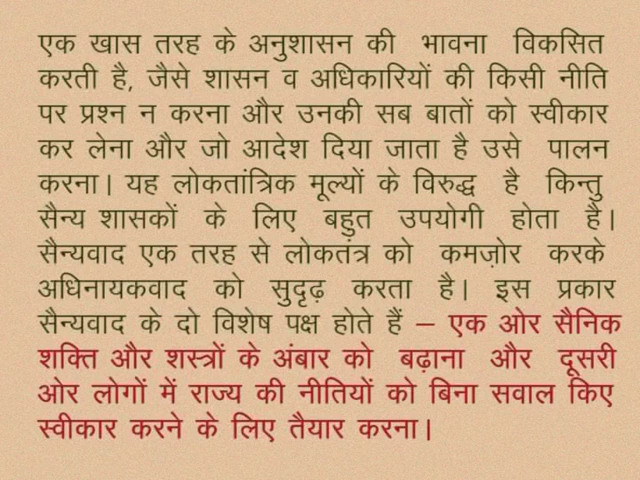 एक खास तरह के अनुशासन की भावना विकसित
करती है, जैसे शासन व अधिकारियों की किसी नीति
पर प्रश्न न करना और उनकी सब बातों को स्वीकार
कर लेना और जो आदेश दिया जाता है उसे पालन
करना। यह लोकतांत्रिक मूल्यों के विरुद्ध है किन्तु
सैन्य शासकों के लिए बहुत उपयोगी होता है।
सैन्यवाद एक तरह से लोकतंत्र को कमज़ोर करके
अधिनायकवाद को सुदृढ़ करता है। इस प्रकार
सैन्यवाद के दो विशेष पक्ष होते हैं – एक ओर सैनिक
शक्ति और शस्त्रों के अंबार को बढ़ाना और दूसरी
ओर लोगों में राज्य की नीतियों को बिना सवाल किए
स्वीकार करने के लिए तैयार करना।